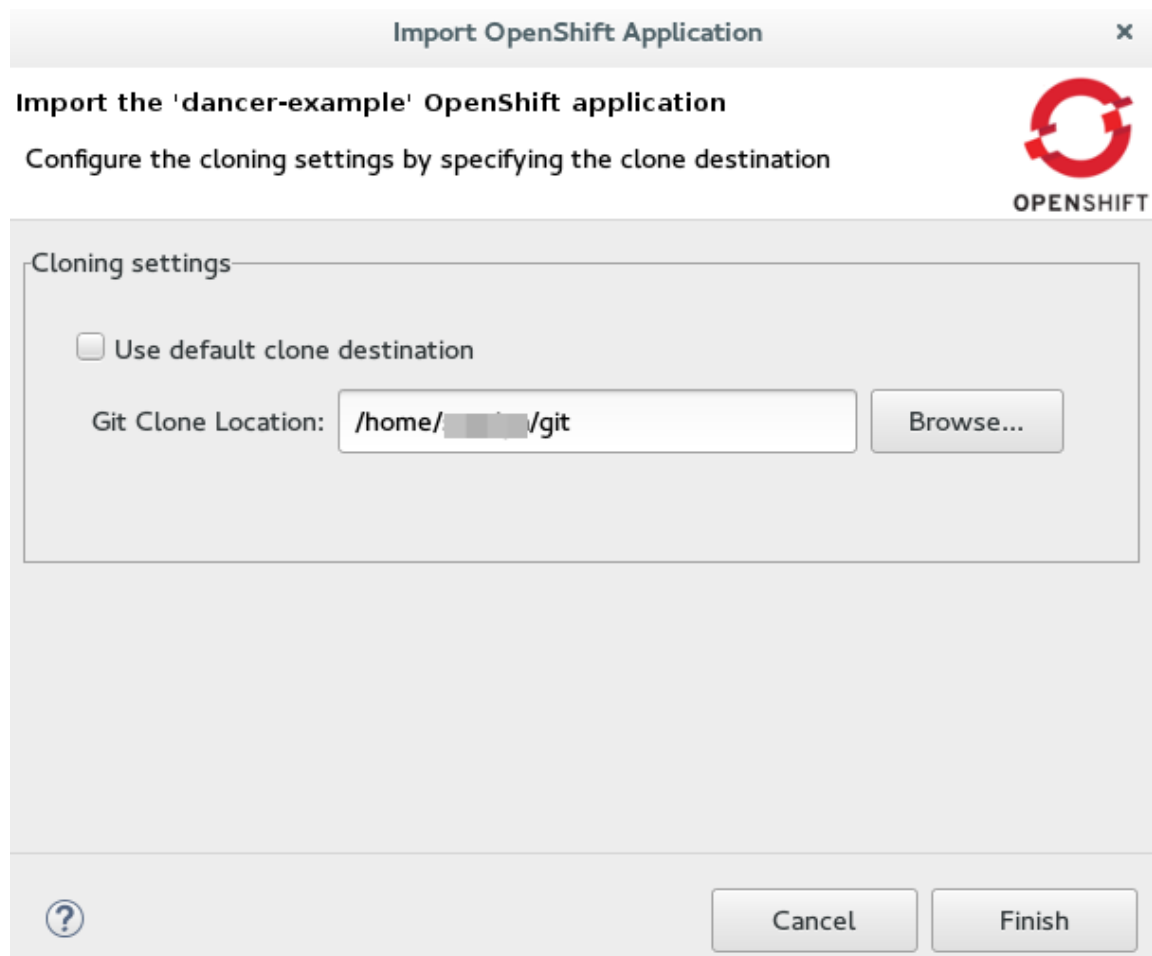 Import OpenShift Application
Import the 'dancer-example' OpenShift application
Configure the cloning settings by specifying the clone destination
OPENSHIFT
Cloning settings
Use default clone destination
Git Clone Location: /home/ /git Browse...
? Cancel Finish